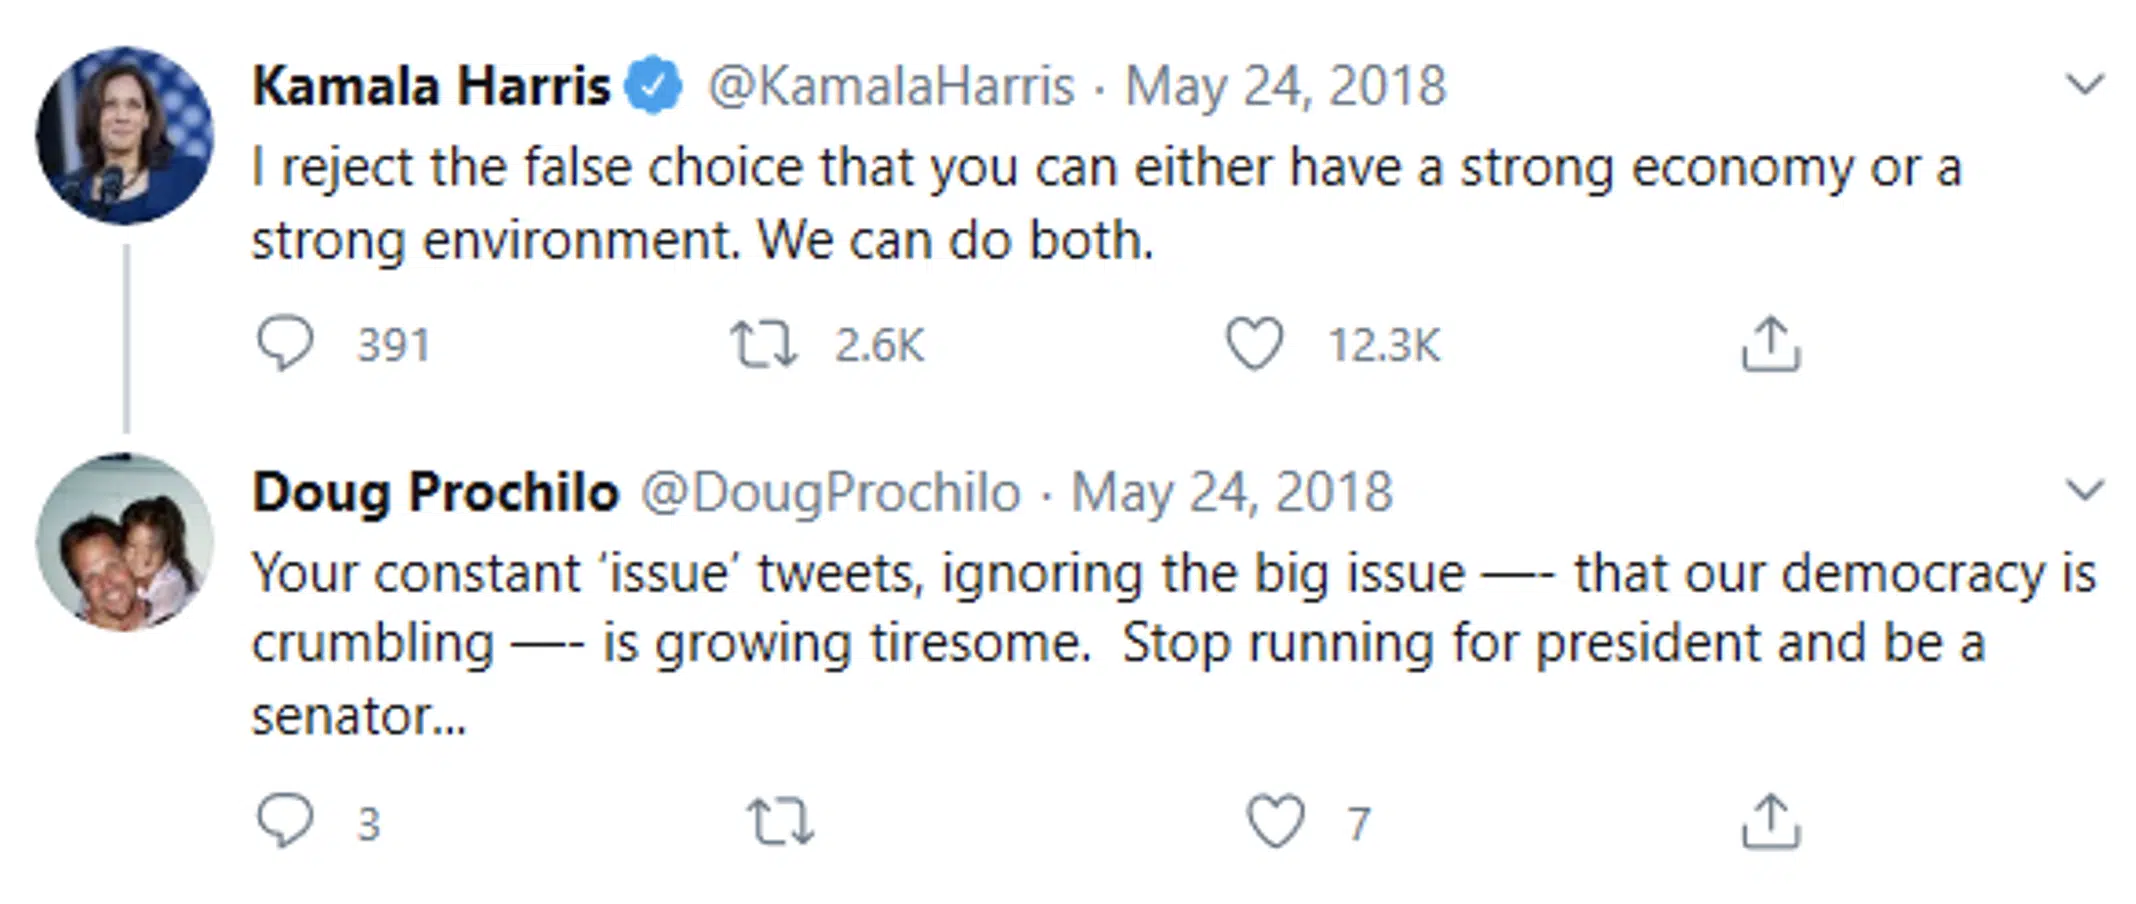 Kamala Harris @KamalaHarris · May 24, 2018
I reject the false choice that you can either have a strong economy or a
strong environment. We can do both.
391 2.6K 12.3K
Doug Prochilo @DougProchilo · May 24, 2018
Your constant ‘issue’ tweets, ignoring the big issue —- that our democracy is
crumbling —- is growing tiresome.  Stop running for president and be a
senator...
3 7